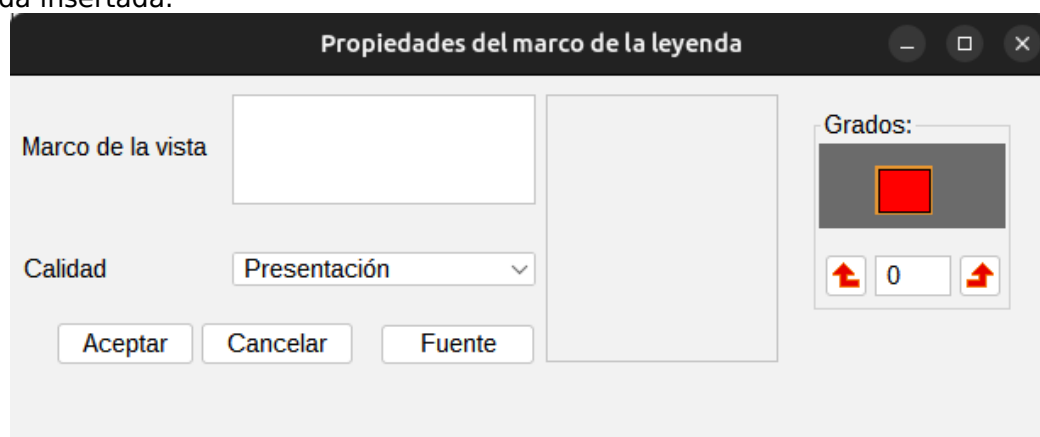 da insertada.
Propiedades del marco de la leyenda
Marco de la vista
Grados:
Calidad
Presentación
0
Aceptar
Cancelar
Fuente